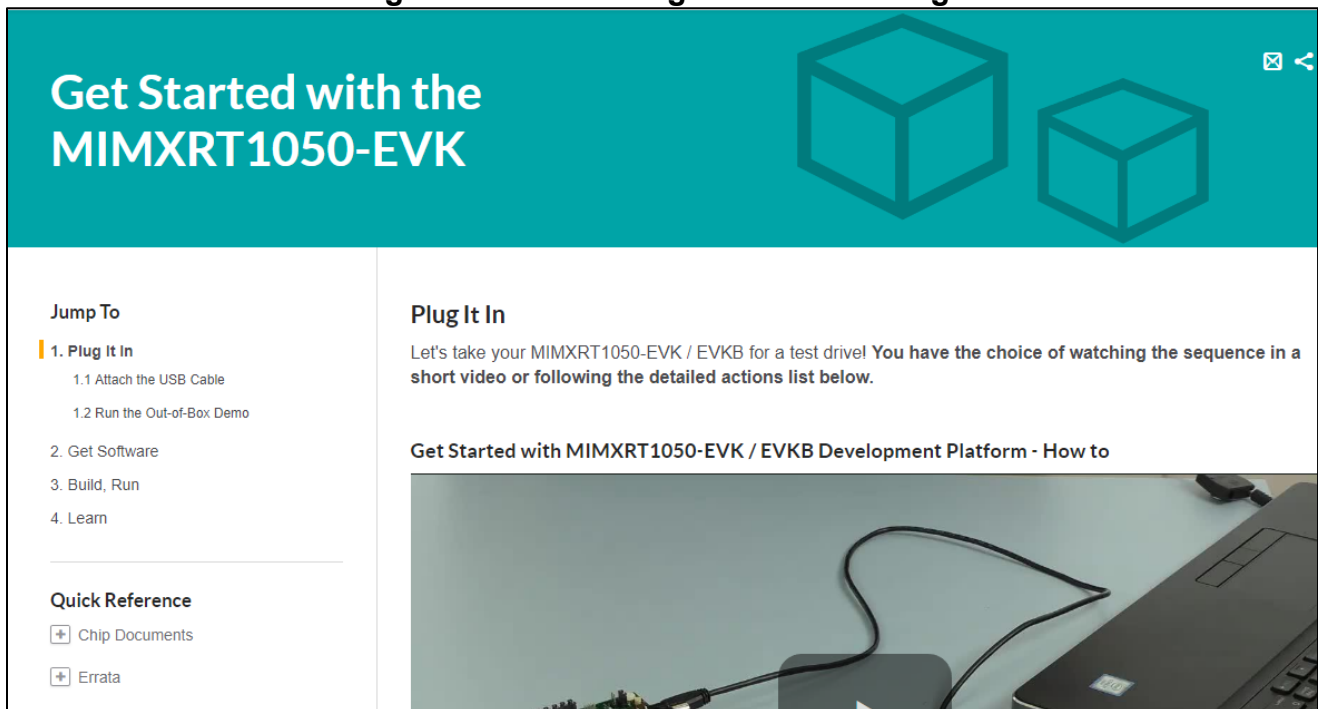 Get Started with the
MIMXRT1050-EVK
Jump To
1. Plug It In
1.1 Attach the USB Cable
1.2 Run the Out-of-Box Demo
2. Get Software
3. Build, Run
4. Learn
Quick Reference
Chip Documents
Errata
Plug It In
Let's take your MIMXRT1050-EVK / EVKB for a test drive! You have the choice of watching the sequence in a
short video or following the detailed actions list below.
Get Started with MIMXRT1050-EVK / EVKB Development Platform - How to